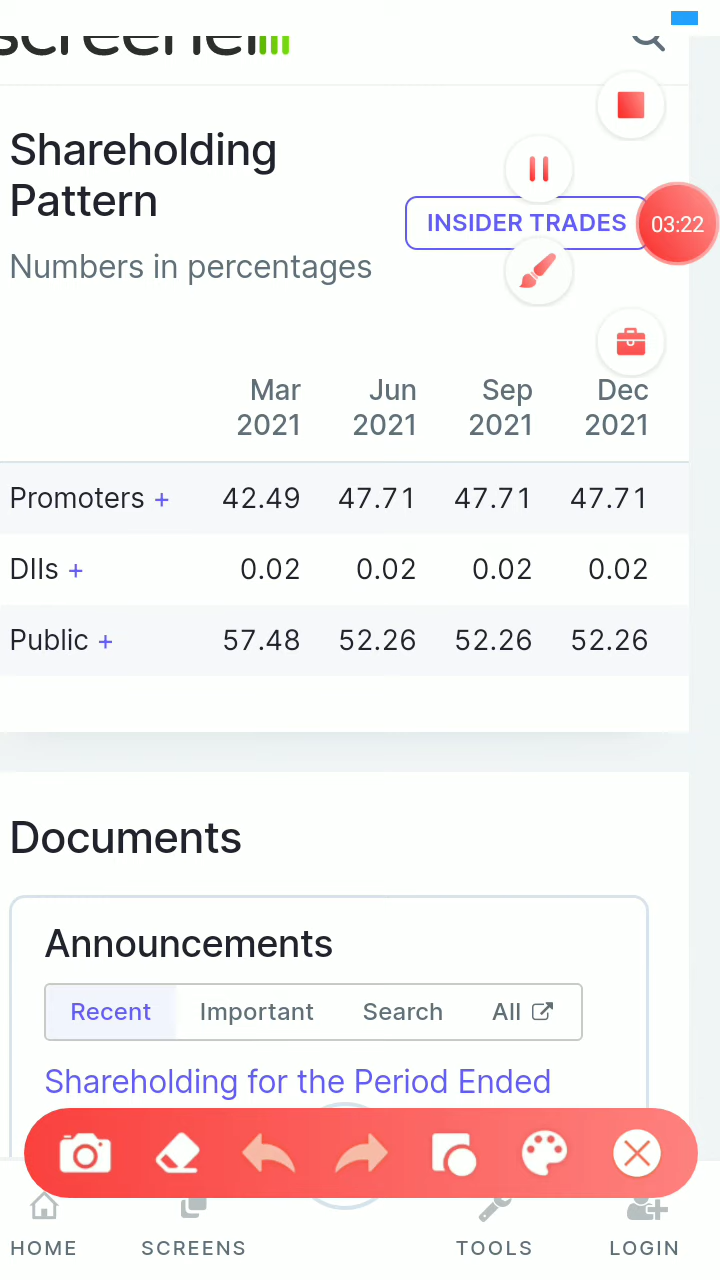 screener
Shareholding
Pattern
INSIDER TRADES
03:22
Numbers in percentages
Mar 2021 Jun 2021 Sep 2021 Dec 2021
Promoters + 42.49 47.71 47.71 47.71
DIIs + 0.02 0.02 0.02 0.02
Public + 57.48 52.26 52.26 52.26
Documents
Announcements
Recent Important Search All
Shareholding for the Period Ended
HOME SCREENS TOOLS LOGIN